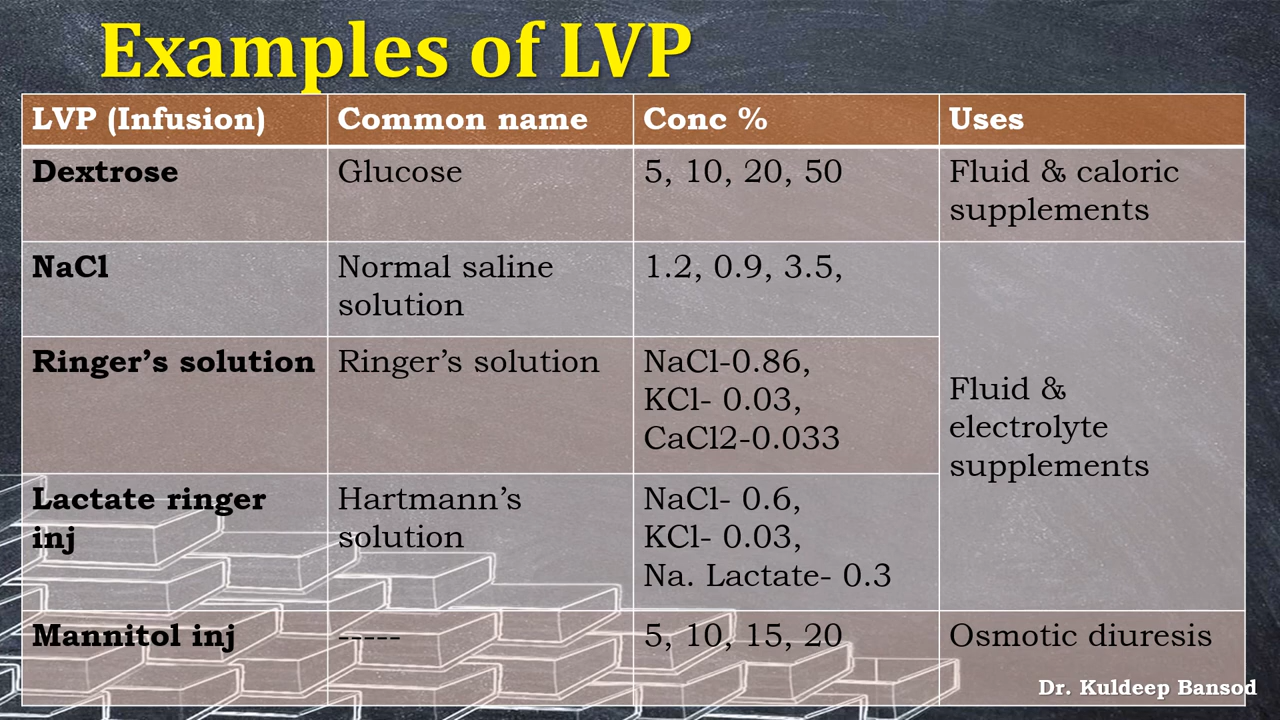 Examples of LVP
LVP (Infusion) Common name Conc % Uses
Dextrose Glucose 5, 10, 20, 50 Fluid & caloric
supplements
NaCl Normal saline 1.2, 0.9, 3.5,
solution
Ringer's solution Ringer's solution NaCl-0.86,
KCl- 0.03,
CaCl2-0.033
Fluid &
electrolyte
supplements
Lactate ringer Hartmann's NaCl- 0.6,
inj solution KCl- 0.03,
Na. Lactate- 0.3
Mannitol inj ----- 5, 10, 15, 20 Osmotic diuresis
Dr. Kuldeep Bansod